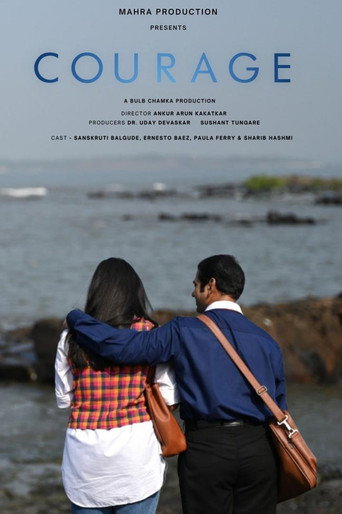 MAHRA PRODUCTION
PRESENTS
COURAGE
A BULB CHAMKA PRODUCTION
DIRECTOR ANKUR ARUN KAKATKAR
PRODUCERS DR. UDAY DEVASKAR SUSHANT TUNGARE
CAST - SANSKRUTI BALGUDE, ERNESTO BAEZ, PAULA FERRY & SHARIB HASHMI